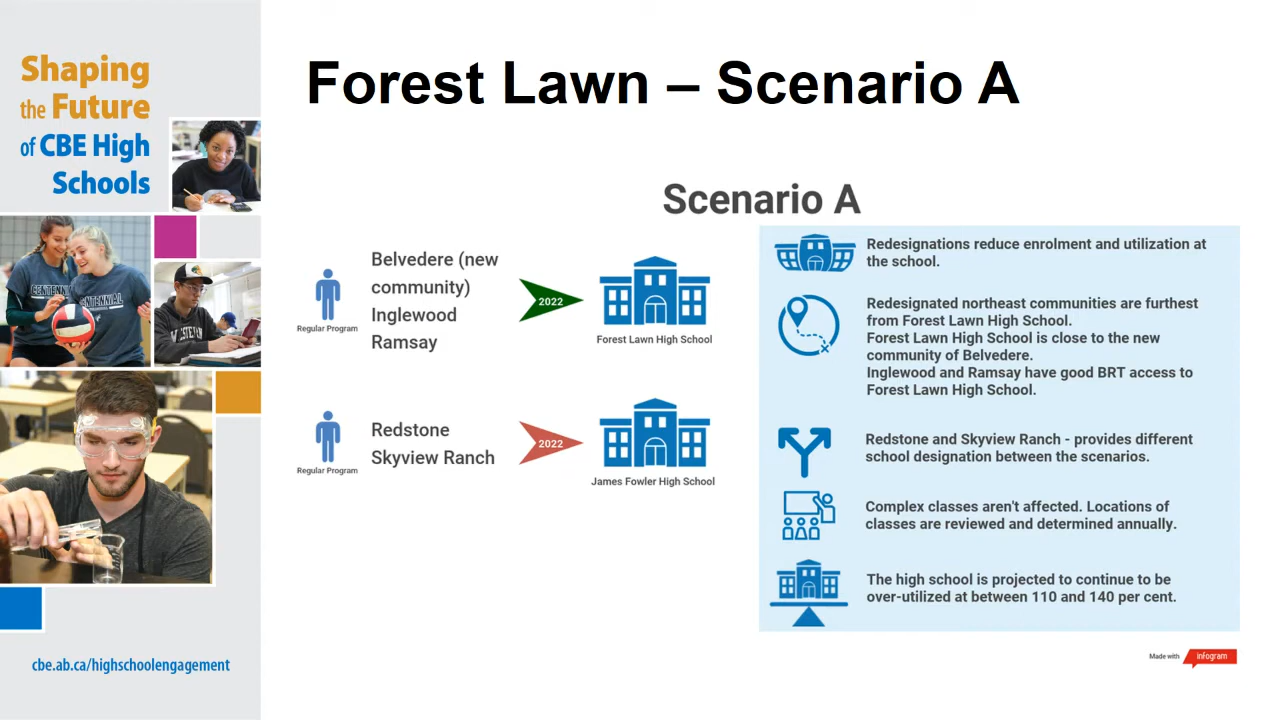 Shaping
the Future
of CBE High
Schools
cbe.ab.ca/highschoolengagement
Forest Lawn – Scenario A
Scenario A
Regular Program
Belvedere (new
community)
Inglewood
Ramsay
2022
Forest Lawn High School
Regular Program
Redstone
Skyview Ranch
2022
James Fowler High School
Redesignations reduce enrolment and utilization at
the school.
Redesignated northeast communities are furthest
from Forest Lawn High School.
Forest Lawn High School is close to the new
community of Belvedere.
Inglewood and Ramsay have good BRT access to
Forest Lawn High School.
Redstone and Skyview Ranch - provides different
school designation between the scenarios.
Complex classes aren't affected. Locations of
classes are reviewed and determined annually.
The high school is projected to continue to be
over-utilized at between 110 and 140 per cent.
Made with
infogram
CENTENNIAL